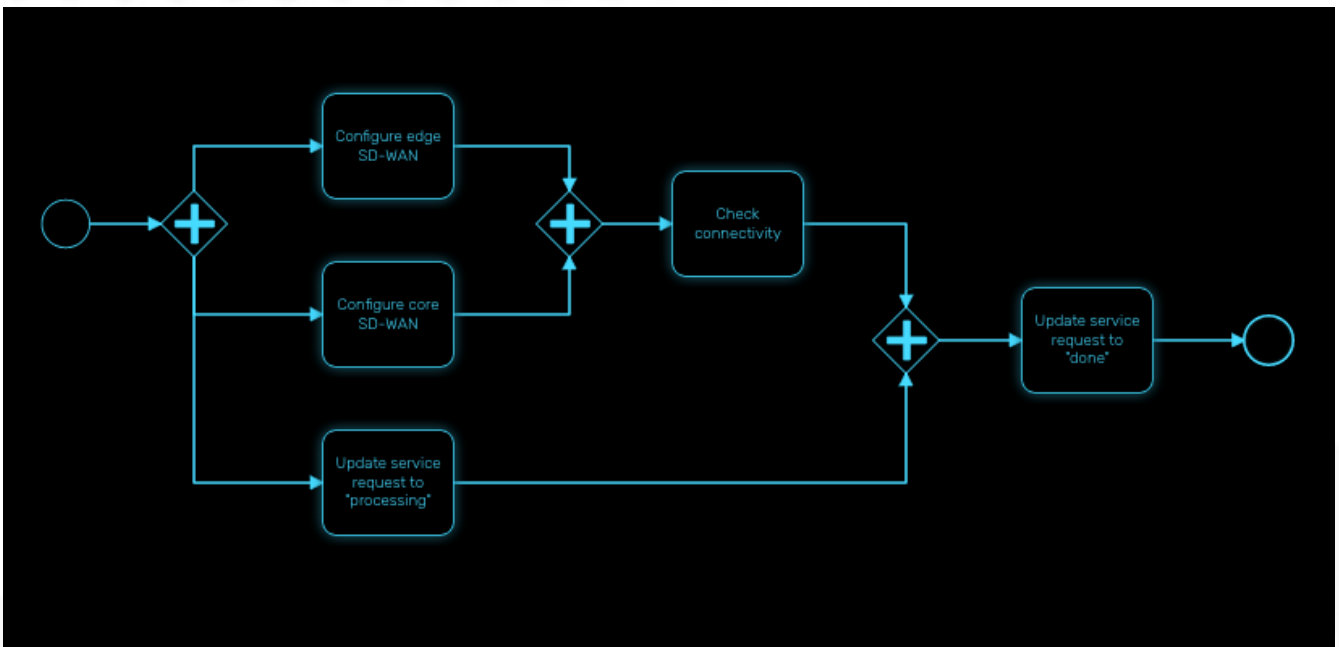 Configure edge
SD-WAN
Check
connectivity
Configure core
SD-WAN
Update service
request to
"done"
Update service
request to
"processing"